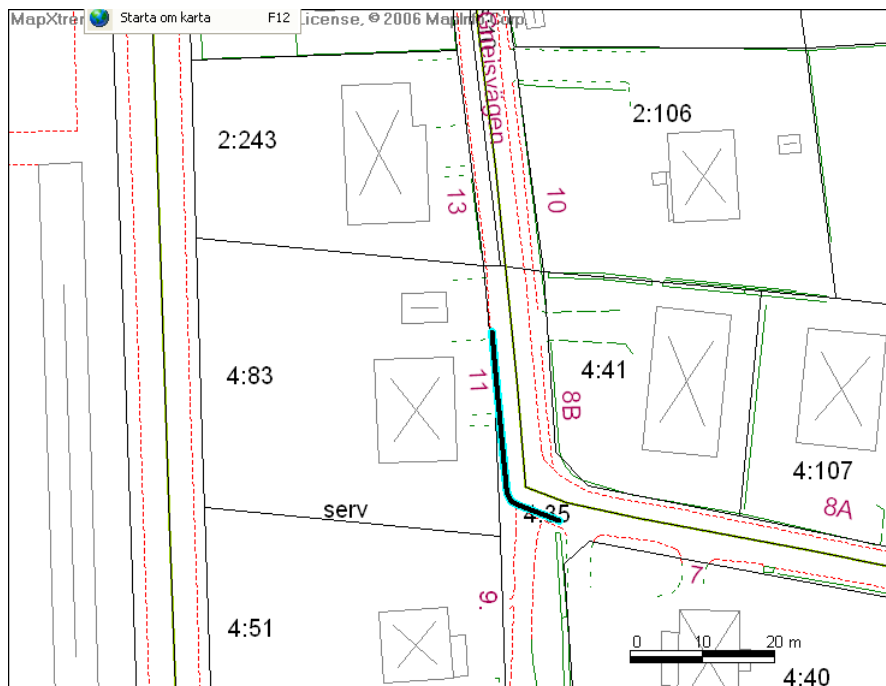 MapXtrem
Starta om karta F12
License, © 2006 MapInfo Corp.
2:243
2:106
13
10
4:83
11
4:41
8B
4:107
8A
serv
4:35
7
9.
4:51
0 10 20 m
4:40